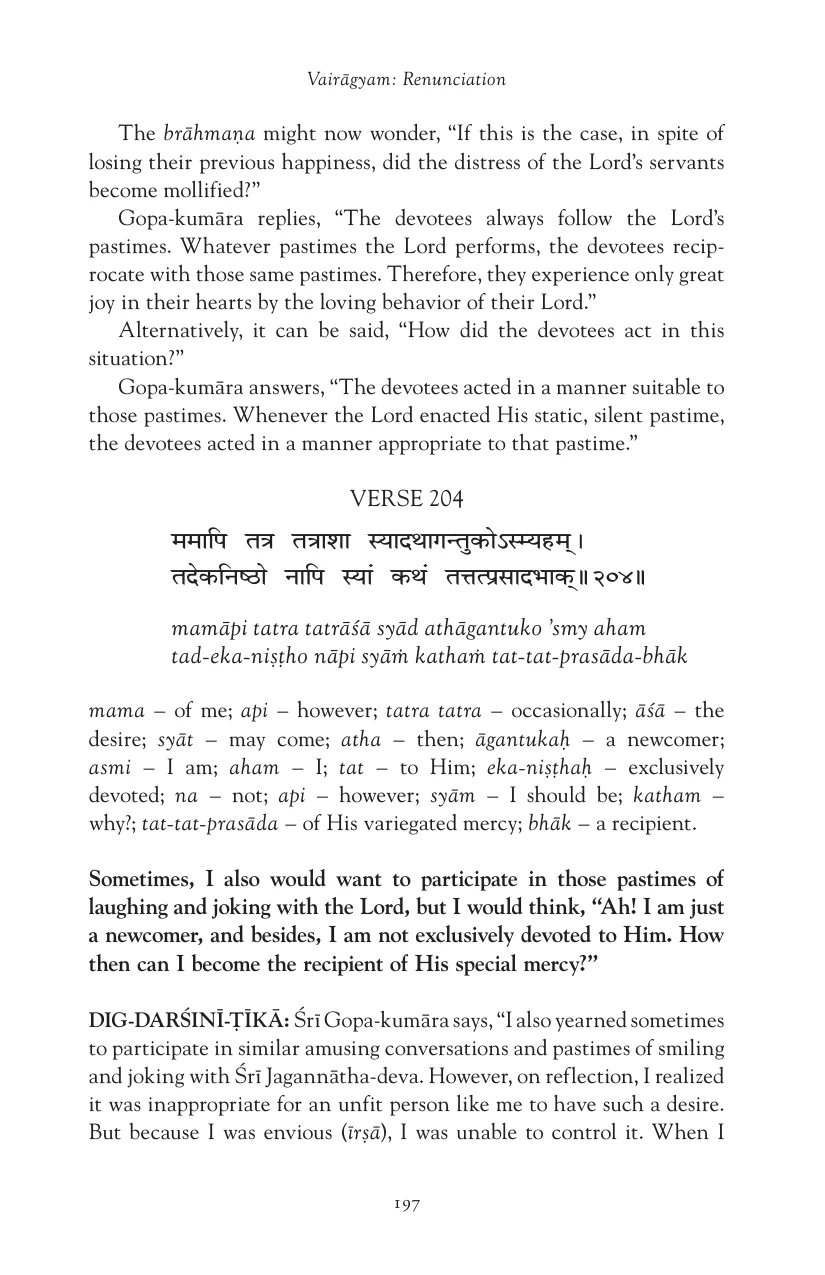 Vairāgyam: Renunciation
The brāhmaṇa might now wonder, “If this is the case, in spite of
losing their previous happiness, did the distress of the Lord’s servants
become mollified?”
Gopa-kumāra replies, “The devotees always follow the Lord’s
pastimes. Whatever pastimes the Lord performs, the devotees recip-
rocate with those same pastimes. Therefore, they experience only great
joy in their hearts by the loving behavior of their Lord.”
Alternatively, it can be said, “How did the devotees act in this
situation?”
Gopa-kumāra answers, “The devotees acted in a manner suitable to
those pastimes. Whenever the Lord enacted His static, silent pastime,
the devotees acted in a manner appropriate to that pastime.”
VERSE 204
ममापि तत्र तत्राशा स्यादथागन्तुकोऽस्म्यहम्।
तदेकनिष्ठो नापि स्यां कथं तत्तत्प्रसादभाक्॥२०४॥
mamāpi tatra tatrāśā syād athāgantuko ’smy aham
tad-eka-niṣṭho nāpi syāṁ kathaṁ tat-tat-prasāda-bhāk
mama – of me; api – however; tatra tatra – occasionally; āśā – the
desire; syāt – may come; atha – then; āgantukaḥ – a newcomer;
asmi – I am; aham – I; tat – to Him; eka-niṣṭhaḥ – exclusively
devoted; na – not; api – however; syām – I should be; katham –
why?; tat-tat-prasāda – of His variegated mercy; bhāk – a recipient.
Sometimes, I also would want to participate in those pastimes of
laughing and joking with the Lord, but I would think, “Ah! I am just
a newcomer, and besides, I am not exclusively devoted to Him. How
then can I become the recipient of His special mercy?”
DIG-DARŚINĪ-ṬĪKĀ: Śrī Gopa-kumāra says, “I also yearned sometimes
to participate in similar amusing conversations and pastimes of smiling
and joking with Śrī Jagannātha-deva. However, on reflection, I realized
it was inappropriate for an unfit person like me to have such a desire.
But because I was envious (īrṣā), I was unable to control it. When I
197